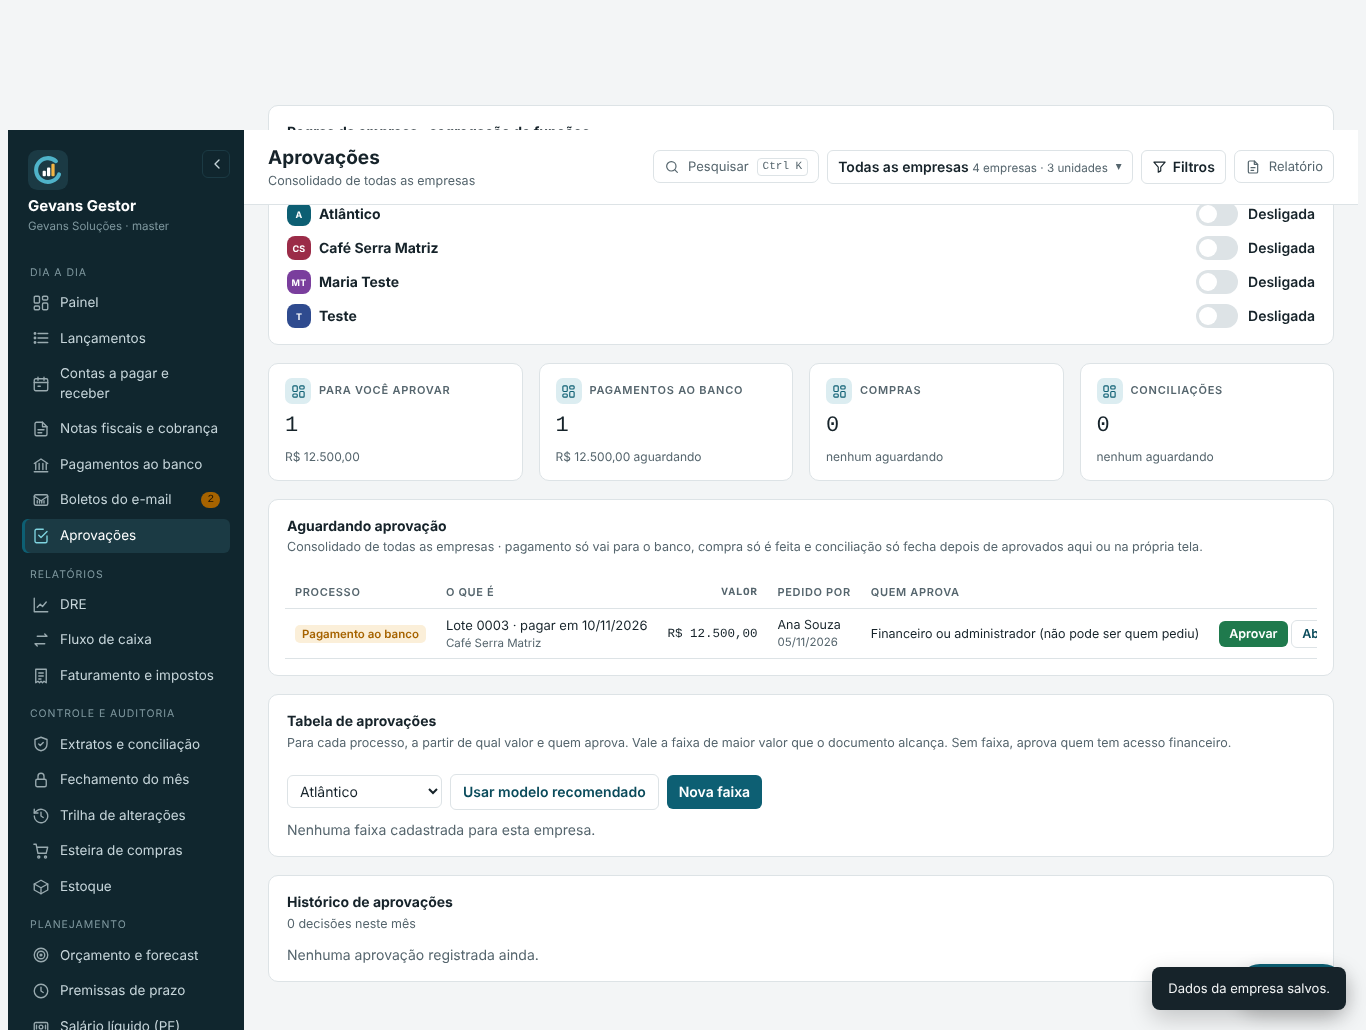 Gevans Gestor
Gevans Soluções · master
DIA A DIA
Painel
Lançamentos
Contas a pagar e
receber
Notas fiscais e cobrança
Pagamentos ao banco
Boletos do e-mail 2
Aprovações
RELATÓRIOS
DRE
Fluxo de caixa
Faturamento e impostos
CONTROLE E AUDITORIA
Extratos e conciliação
Fechamento do mês
Trilha de alterações
Esteira de compras
Estoque
PLANEJAMENTO
Orçamento e forecast
Premissas de prazo
Salário líquido (PF)
Aprovações
Consolidado de todas as empresas
Pesquisar Ctrl K
Todas as empresas 4 empresas · 3 unidades ▾
Filtros
Relatório
A Atlântico Desligada
CS Café Serra Matriz Desligada
MT Maria Teste Desligada
T Teste Desligada
PARA VOCÊ APROVAR
1
R$ 12.500,00
PAGAMENTOS AO BANCO
1
R$ 12.500,00 aguardando
COMPRAS
0
nenhum aguardando
CONCILIAÇÕES
0
nenhum aguardando
Aguardando aprovação
Consolidado de todas as empresas · pagamento só vai para o banco, compra só é feita e conciliação só fecha depois de aprovados aqui ou na própria tela.
PROCESSO O QUE É VALOR PEDIDO POR QUEM APROVA
Pagamento ao banco Lote 0003 · pagar em 10/11/2026 R$ 12.500,00 Ana Souza Financeiro ou administrador (não pode ser quem pediu) Aprovar Ab
Café Serra Matriz 05/11/2026
Tabela de aprovações
Para cada processo, a partir de qual valor e quem aprova. Vale a faixa de maior valor que o documento alcança. Sem faixa, aprova quem tem acesso financeiro.
Atlântico Usar modelo recomendado Nova faixa
Nenhuma faixa cadastrada para esta empresa.
Histórico de aprovações
0 decisões neste mês
Nenhuma aprovação registrada ainda.
Dados da empresa salvos.